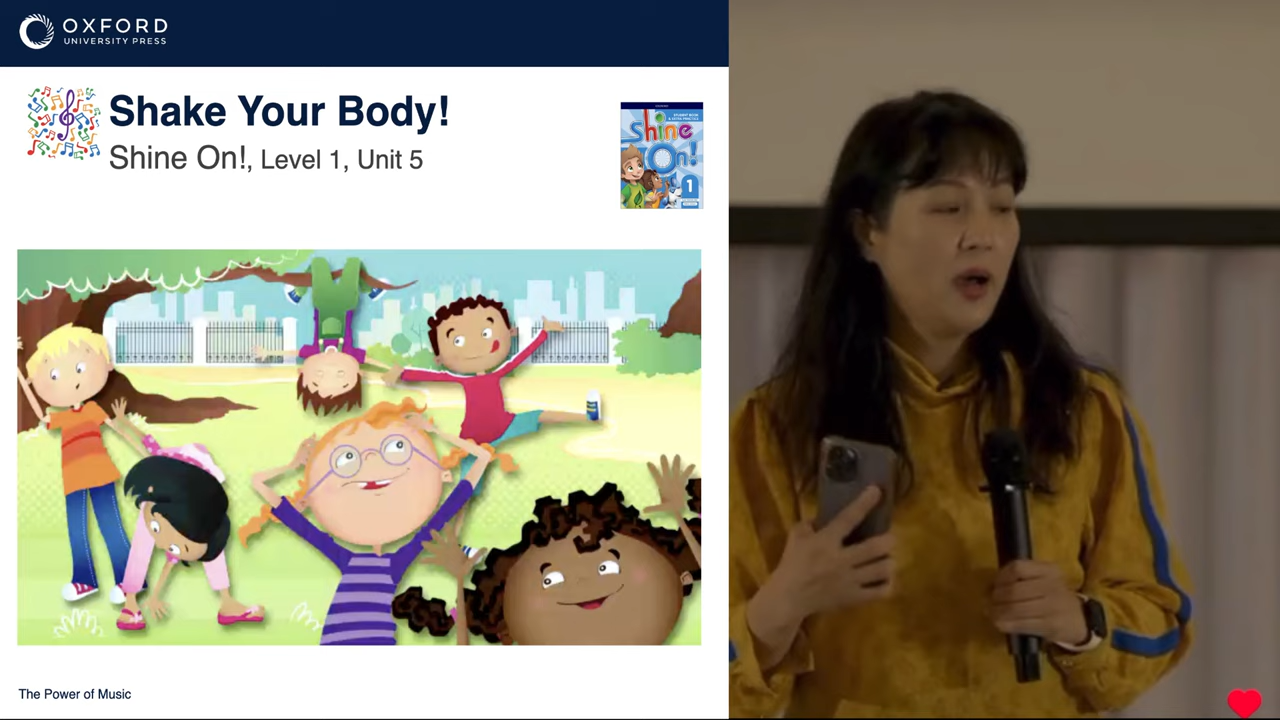 OXFORD
UNIVERSITY PRESS
Shake Your Body!
Shine On!, Level 1, Unit 5
shine
On!
1
The Power of Music